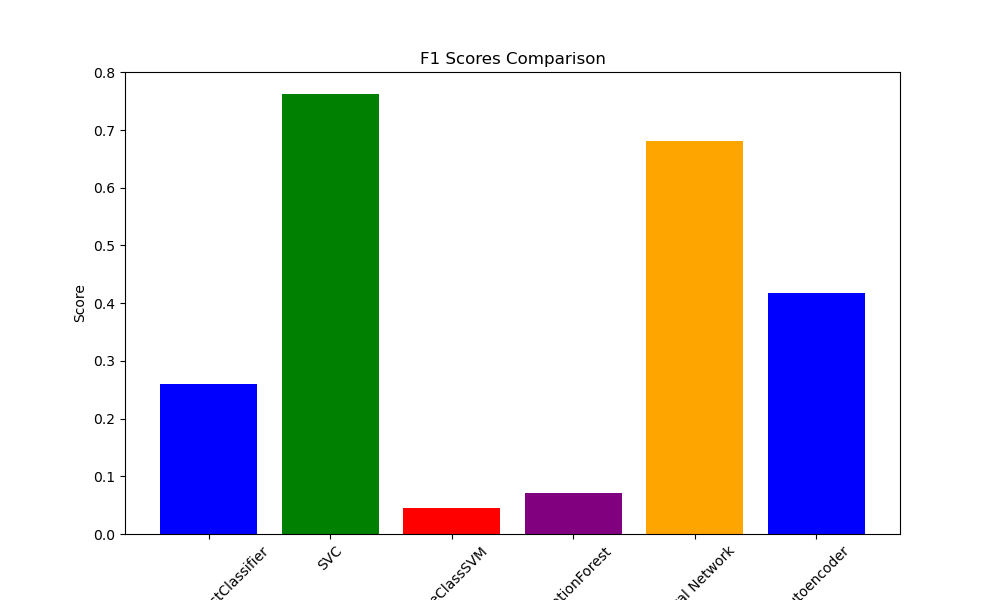 F1 Scores Comparison
Score
0.8
0.7
0.6
0.5
0.4
0.3
0.2
0.1
0.0
stClassifier
SVC
eClassSVM
ationForest
al Network
utoencoder